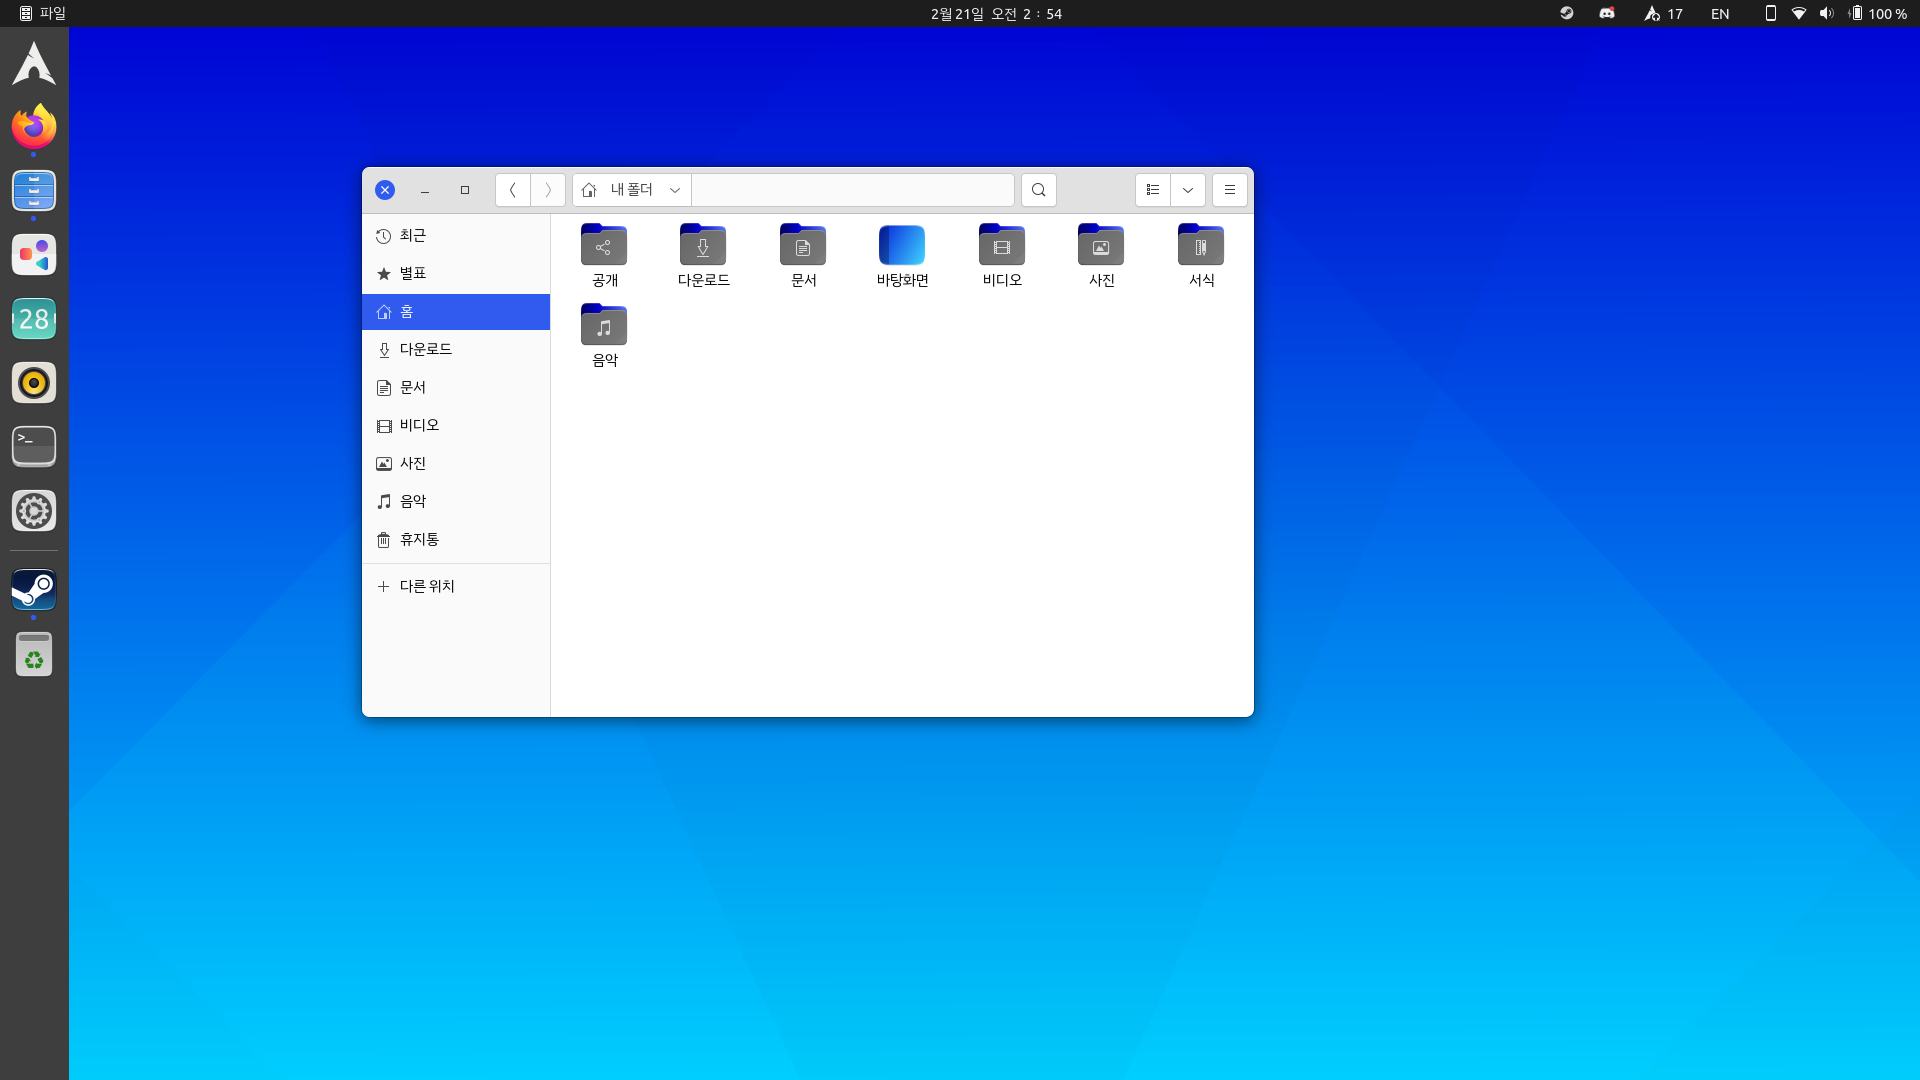 파일
2월 21일 오전 2 : 54
17
EN
100 %
28
>_
내 폴더
최근
별표
홈
다운로드
문서
비디오
사진
음악
휴지통
다른 위치
공개
다운로드
문서
바탕화면
비디오
사진
서식
음악